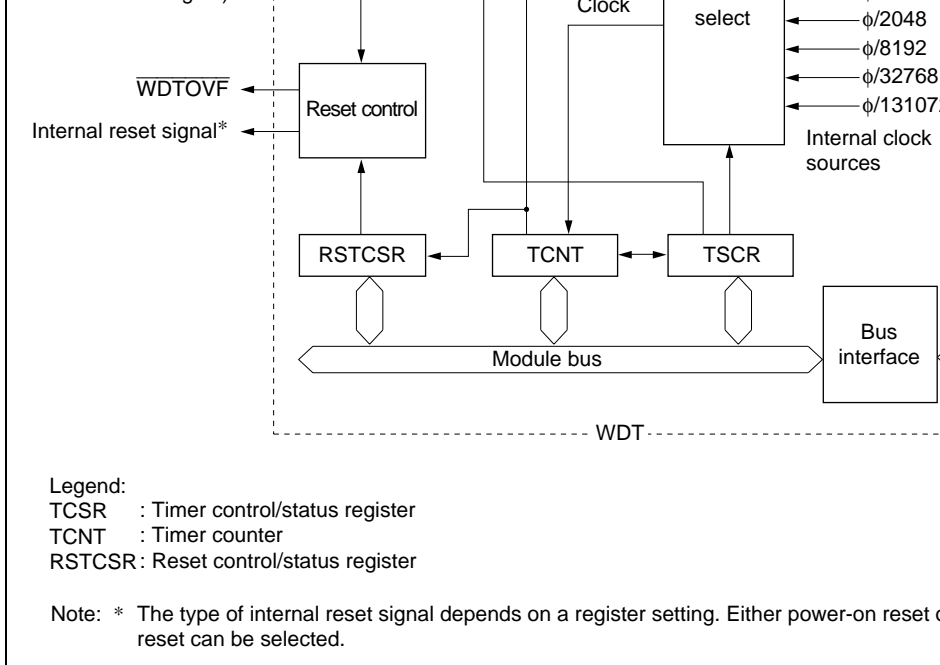 Clock
select
ϕ/2048
ϕ/8192
ϕ/32768
ϕ/13107
WDTOVF
Reset control
Internal reset signal*
Internal clock
sources
RSTCSR
TCNT
TSCR
Bus
interface
Module bus
WDT
Legend:
TCSR : Timer control/status register
TCNT : Timer counter
RSTCSR : Reset control/status register
Note: * The type of internal reset signal depends on a register setting. Either power-on reset
reset can be selected.